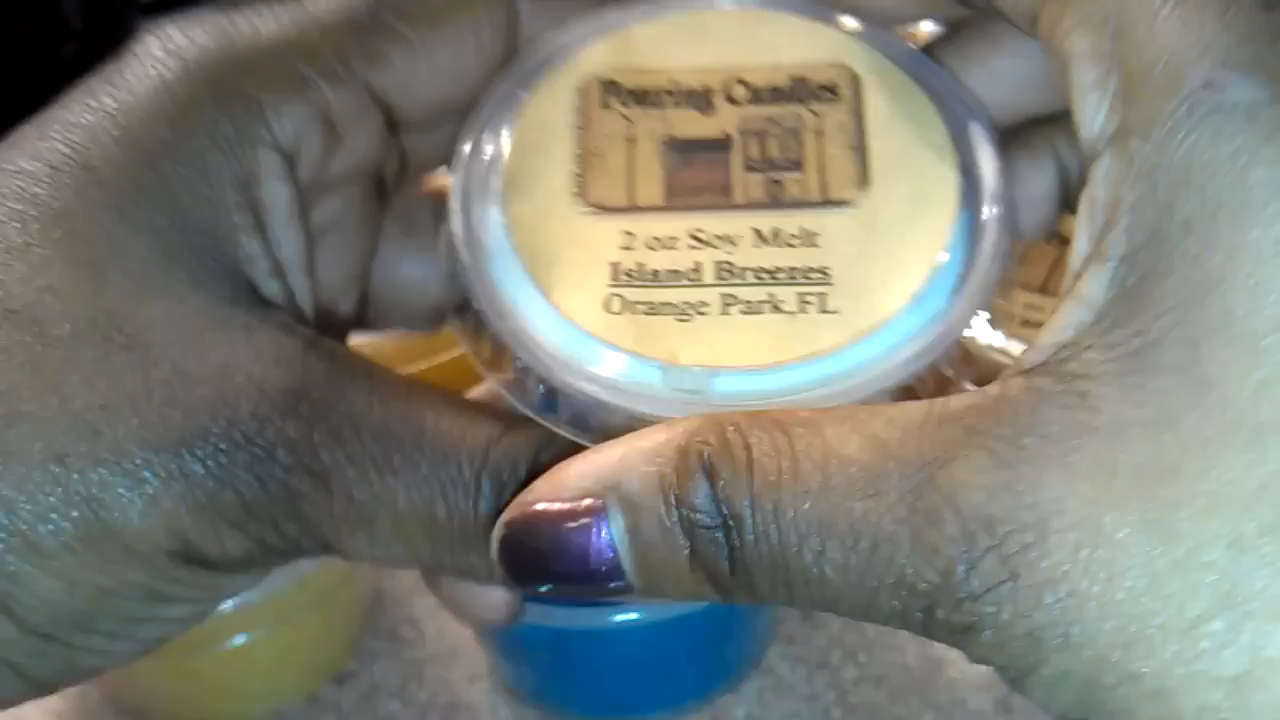 Pouring Candles
2 oz Soy Melt
Island Breezes
Orange Park,FL